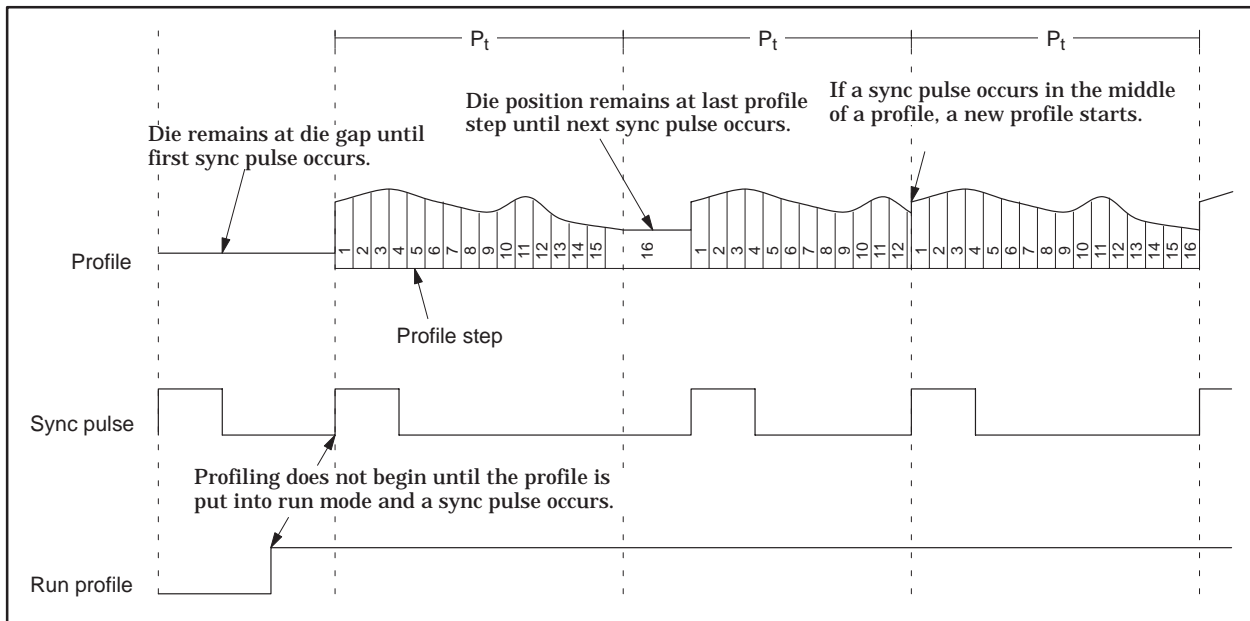 Pt Pt Pt
Die remains at die gap until
first sync pulse occurs.
Die position remains at last profile
step until next sync pulse occurs.
If a sync pulse occurs in the middle
of a profile, a new profile starts.
Profile
1 2 3 4 5 6 7 8 9 10 11 12 13 14 15 16 1 2 3 4 5 6 7 8 9 10 11 12 1 2 3 4 5 6 7 8 9 10 11 12 13 14 15 16
Profile step
Sync pulse
Profiling does not begin until the profile is
put into run mode and a sync pulse occurs.
Run profile